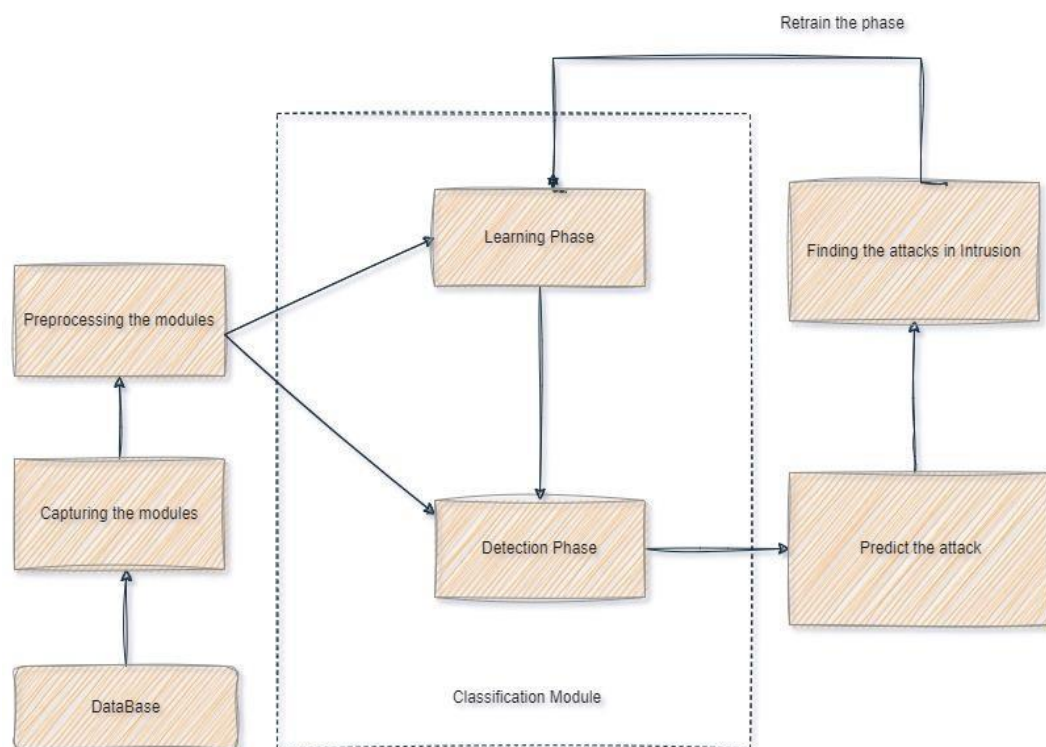 Retrain the phase
Learning Phase
Finding the attacks in Intrusion
Preprocessing the modules
Capturing the modules
Detection Phase
Predict the attack
Classification Module
DataBase